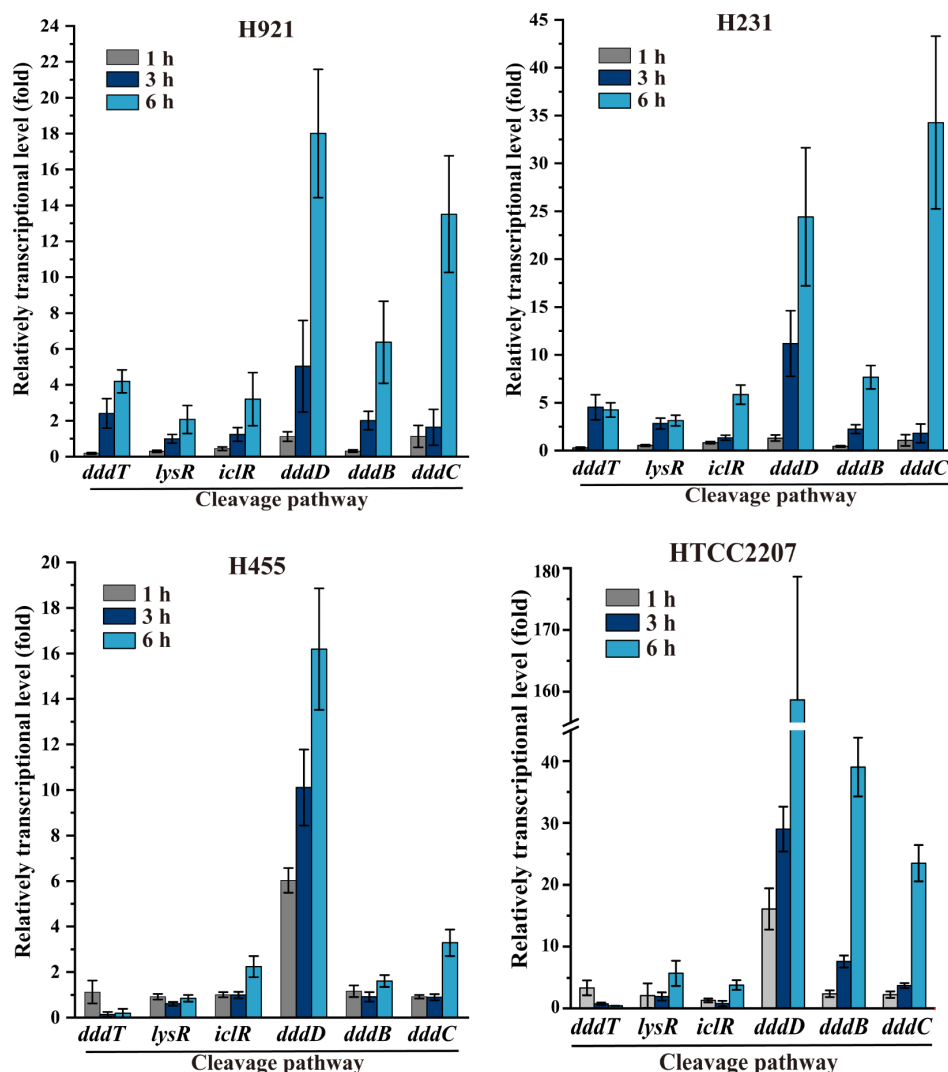 H921
Relatively transcriptional level (fold)
24
22
20
18
16
14
12
10
8
6
4
2
0
1 h
3 h
6 h
dddT lysR iclR dddD dddB dddC
Cleavage pathway
H231
Relatively transcriptional level (fold)
45
40
35
30
25
20
15
10
5
0
1 h
3 h
6 h
dddT lysR iclR dddD dddB dddC
Cleavage pathway
H455
Relatively transcriptional level (fold)
20
18
16
14
12
10
8
6
4
2
0
1 h
3 h
6 h
dddT lysR iclR dddD dddB dddC
Cleavage pathway
HTCC2207
Relatively transcriptional level (fold)
180
170
160
40
30
20
10
0
1 h
3 h
6 h
dddT lysR iclR dddD dddB dddC
Cleavage pathway